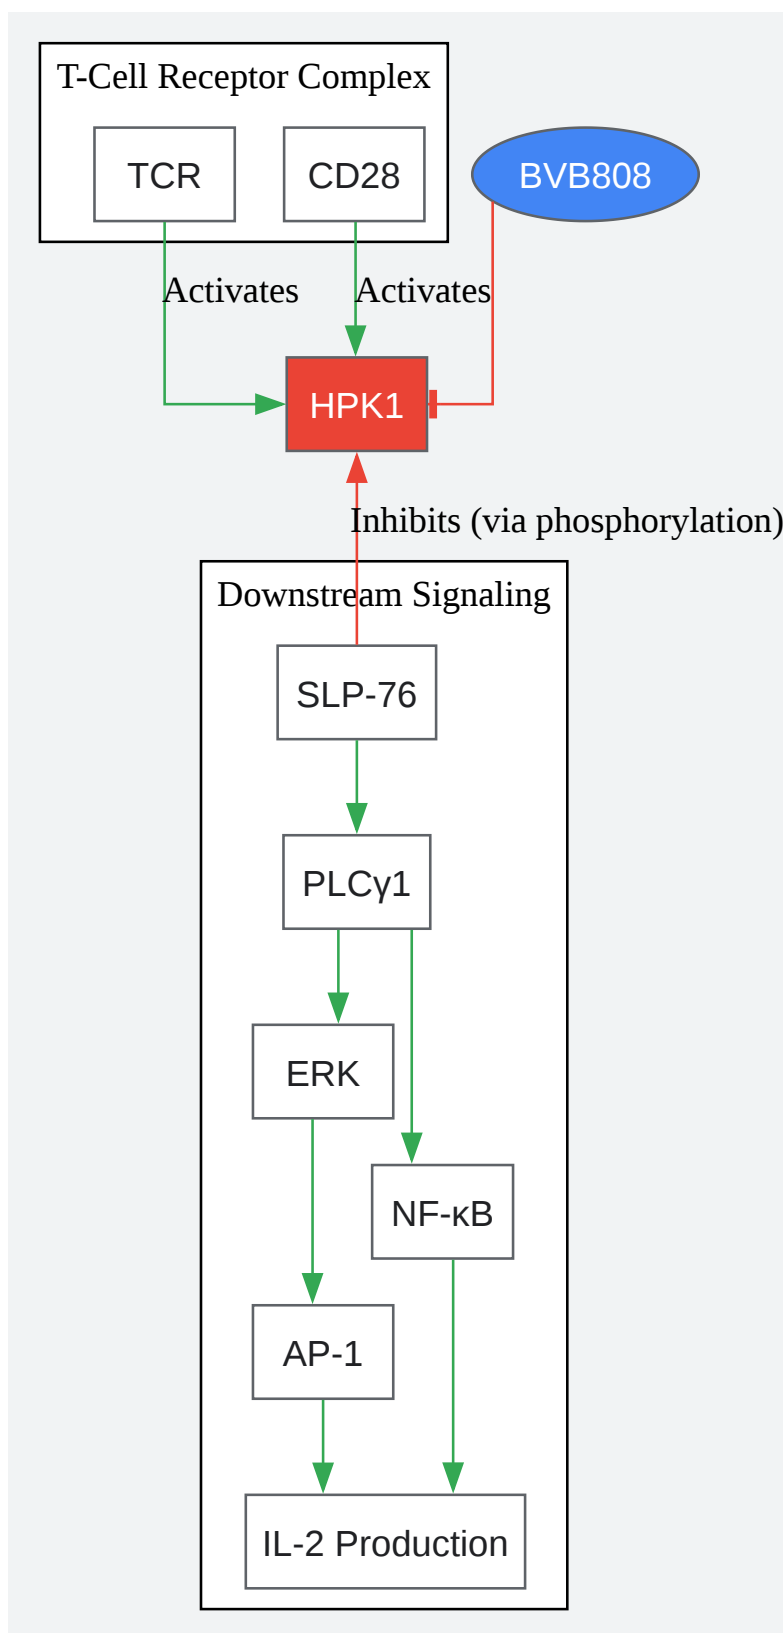 T-Cell Receptor Complex
TCR
CD28
BVB808
Activates
Activates
HPK1
Inhibits (via phosphorylation)
Downstream Signaling
SLP-76
PLCγ1
ERK
NF-κB
AP-1
IL-2 Production